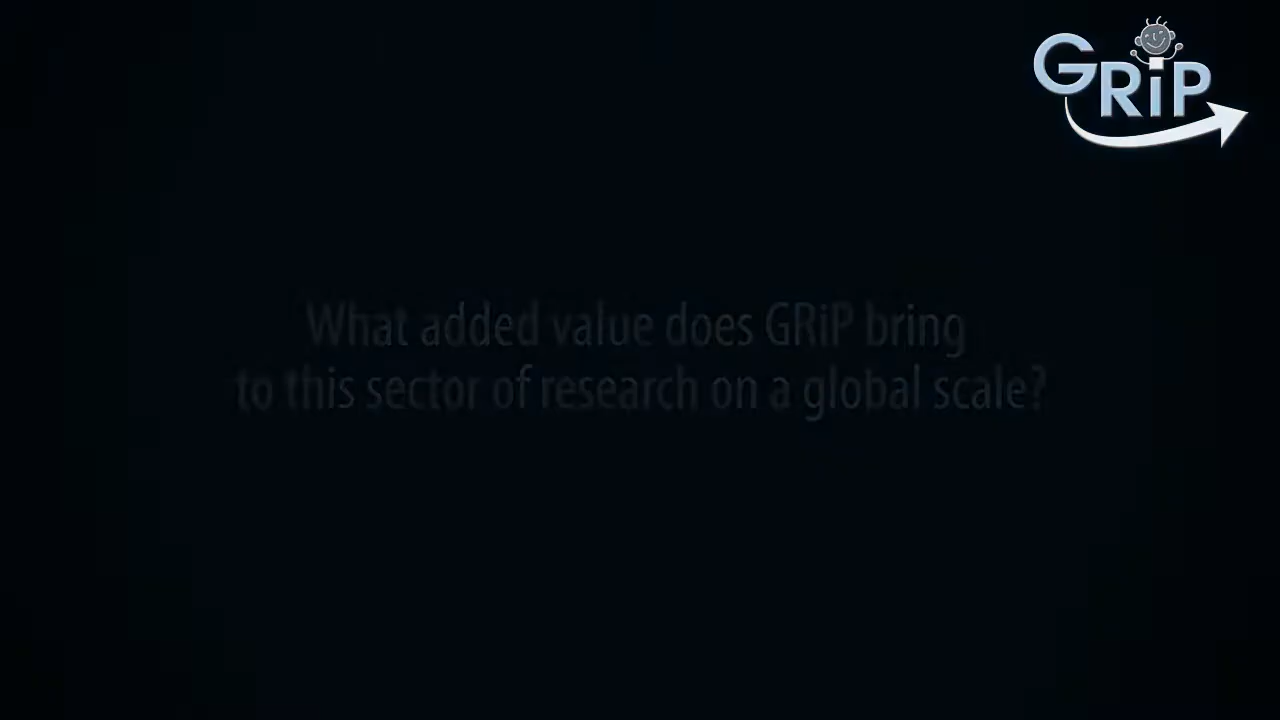 GRiP
What added value does GRiP bring
to this sector of research on a global scale?